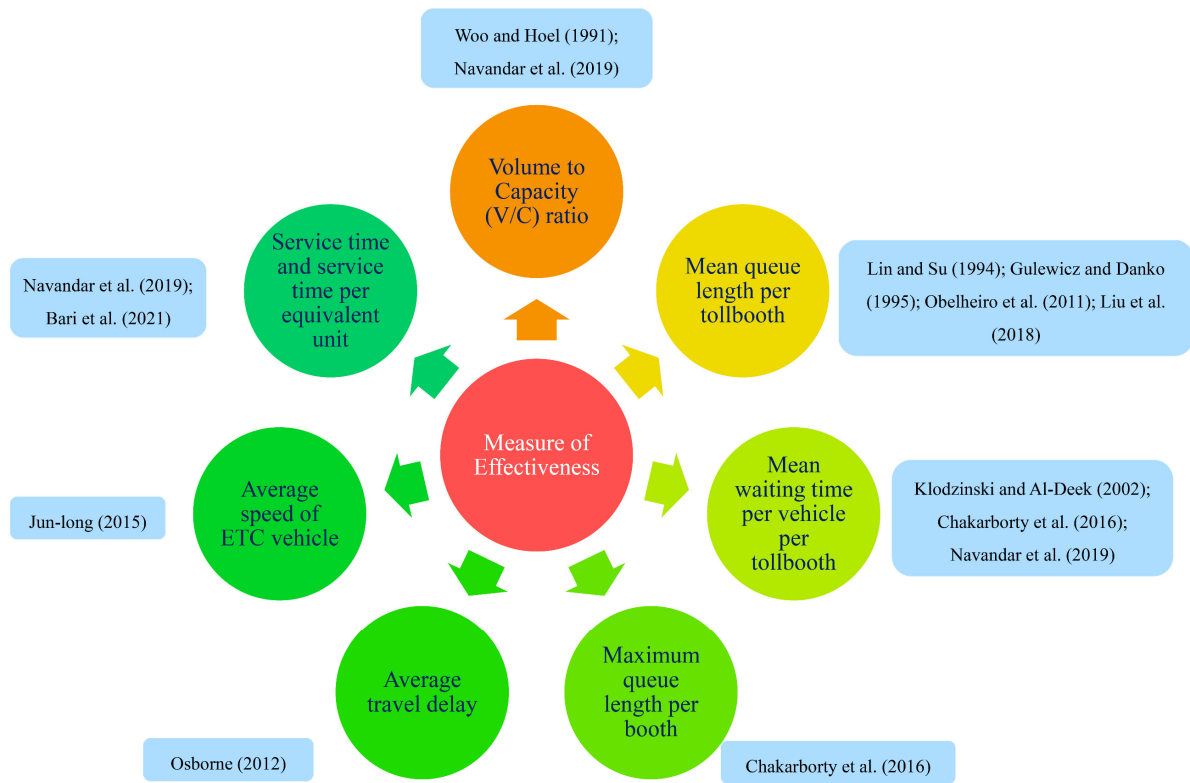 Woo and Hoel (1991);
Navandar et al. (2019)
Volume to
Capacity
(V/C) ratio
Service time
and service
time per
equivalent
unit
Mean queue
length per
tollbooth
Navandar et al. (2019);
Bari et al. (2021)
Lin and Su (1994); Gulewicz and Danko
(1995); Obelheiro et al. (2011); Liu et al.
(2018)
Measure of
Effectiveness
Average
speed of
ETC vehicle
Mean
waiting time
per vehicle
per
tollbooth
Jun-long (2015)
Klodzinski and Al-Deek (2002);
Chakarborty et al. (2016);
Navandar et al. (2019)
Average
travel delay
Maximum
queue
length per
booth
Osborne (2012)
Chakarborty et al. (2016)